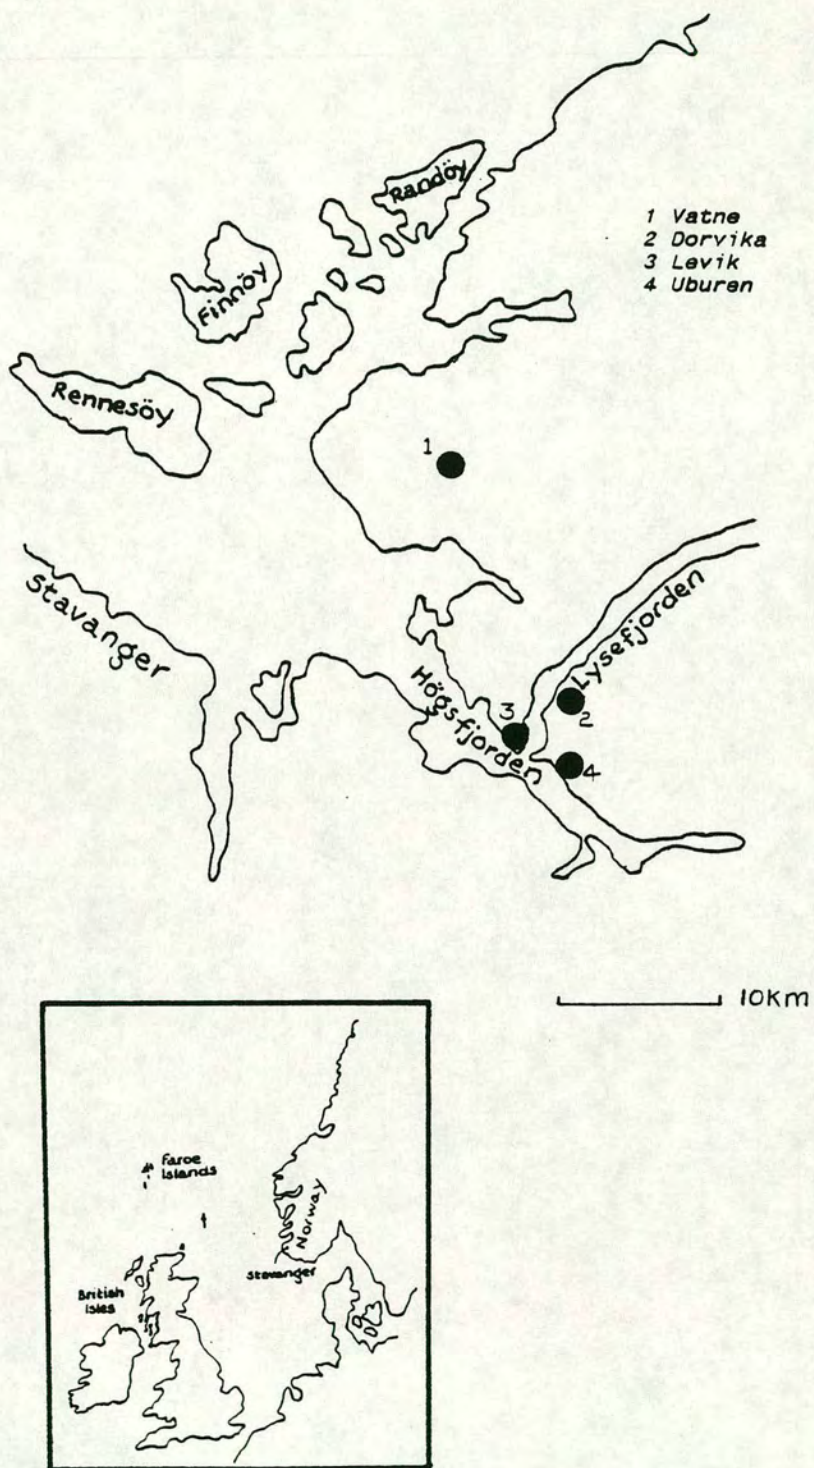 Randöy
1 Vatne
2 Dorvika
3 Levik
4 Uburen
Finnöy
Rennesöy
1
Stavanger
Lysefjorden
Högsfjorden
2
3
4
10km
Faroe
Islands
Norway
Stavanger
British
Isles